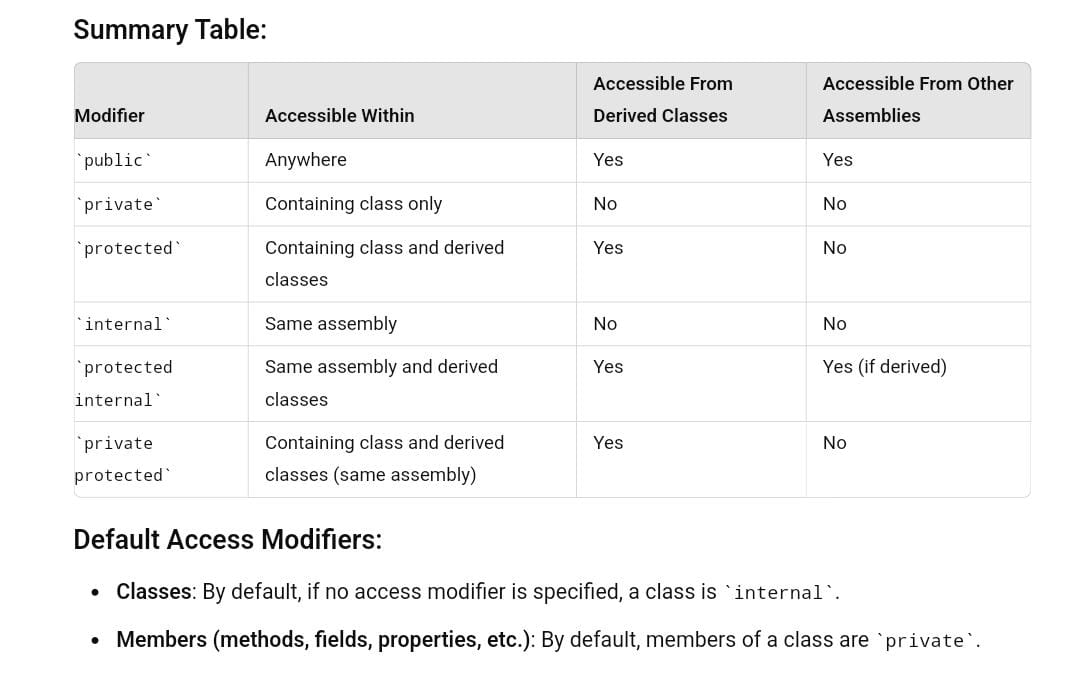 Summary Table:
Accessible From Accessible From Other
Modifier Accessible Within Derived Classes Assemblies
`public` Anywhere Yes Yes
`private` Containing class only No No
`protected` Containing class and derived Yes No
classes
`internal` Same assembly No No
`protected Same assembly and derived Yes Yes (if derived)
internal` classes
`private Containing class and derived Yes No
protected` classes (same assembly)
Default Access Modifiers:
• Classes: By default, if no access modifier is specified, a class is `internal`.
• Members (methods, fields, properties, etc.): By default, members of a class are `private`.